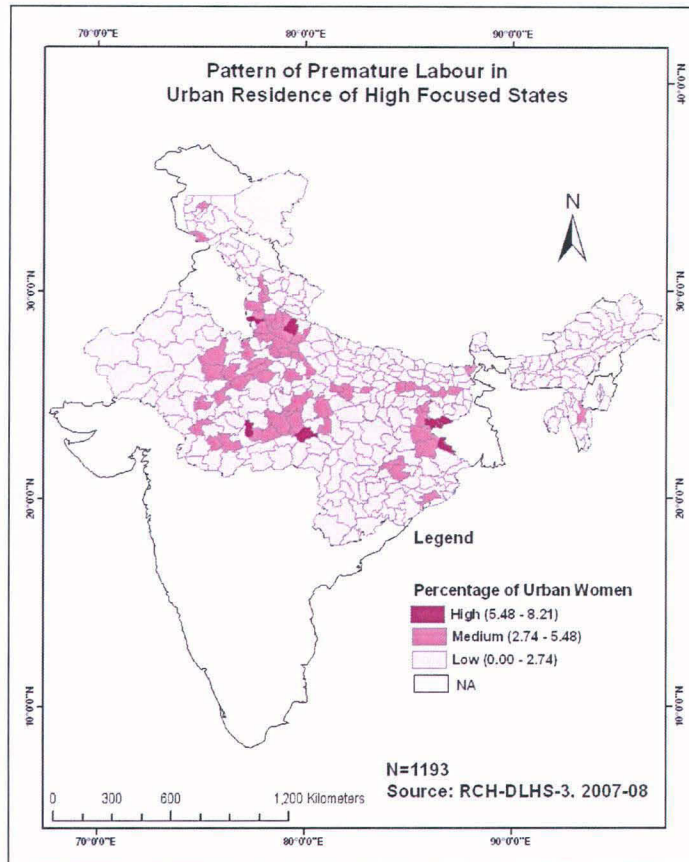 70°0'0"E 80°0'0"E 90°0'0"E
Pattern of Premature Labour in
Urban Residence of High Focused States
N
30°0'0"N 30°0'0"N
20°0'0"N 20°0'0"N
Legend
Percentage of Urban Women
High (5.48 - 8.21)
Medium (2.74 - 5.48)
Low (0.00 - 2.74)
NA
10°0'0"N 10°0'0"N
N=1193
Source: RCH-DLHS-3. 2007-08
0 300 600 1,200 Kilometers
70°0'0"E 80°0'0"E 90°0'0"E